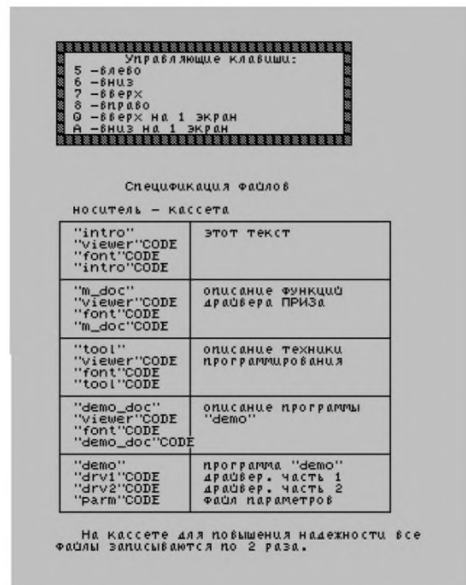 Управляющие клавиши:
5 -влево
6 -вниз
7 -вверх
8 -вправо
Q -вверх на 1 экран
A -вниз на 1 экран
Спецификация файлов
носитель - кассета
"intro" этот текст
"viewer"CODE
"font"CODE
"intro"CODE
"m_doc" описание функций
"viewer"CODE драйвера ПРИЗа
"font"CODE
"m_doc"CODE
"tool" описание техники
"viewer"CODE программирования
"font"CODE
"tool"CODE
"demo_doc" описание программы
"viewer"CODE "demo"
"font"CODE
"demo_doc"CODE
"demo" программа "demo"
"drv1"CODE драйвер. часть 1
"drv2"CODE драйвер. часть 2
"parm"CODE файл параметров
На кассете для повышения надежности все
файлы записываются по 2 раза.